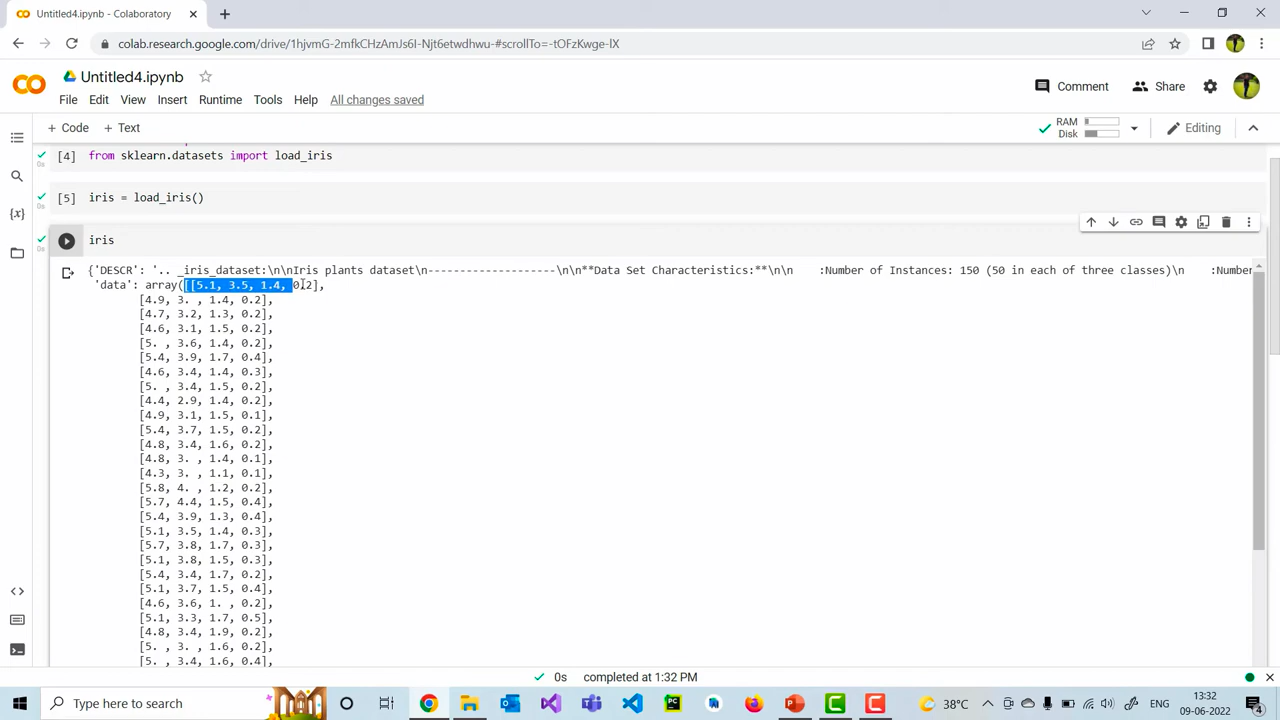 Untitled4.ipynb - Colaboratory
colab.research.google.com/drive/1hjvmG-2mfkCHzAmJs6I-Njt6etwdhwu-#scrollTo=-tOFzKwge-lX
Untitled4.ipynb
Comment
Share
File Edit View Insert Runtime Tools Help All changes saved
+ Code + Text
RAM
Disk
Editing
[4] from sklearn.datasets import load_iris
0s
[5] iris = load_iris()
0s
iris
0s
{'DESCR': '.. _iris_dataset:\n\nIris plants dataset\n--------------------\n\n**Data Set Characteristics:**\n\n    :Number of Instances: 150 (50 in each of three classes)\n    :Number
'data': array([[5.1, 3.5, 1.4, 0.2],
[4.9, 3. , 1.4, 0.2],
[4.7, 3.2, 1.3, 0.2],
[4.6, 3.1, 1.5, 0.2],
[5. , 3.6, 1.4, 0.2],
[5.4, 3.9, 1.7, 0.4],
[4.6, 3.4, 1.4, 0.3],
[5. , 3.4, 1.5, 0.2],
[4.4, 2.9, 1.4, 0.2],
[4.9, 3.1, 1.5, 0.1],
[5.4, 3.7, 1.5, 0.2],
[4.8, 3.4, 1.6, 0.2],
[4.8, 3. , 1.4, 0.1],
[4.3, 3. , 1.1, 0.1],
[5.8, 4. , 1.2, 0.2],
[5.7, 4.4, 1.5, 0.4],
[5.4, 3.9, 1.3, 0.4],
[5.1, 3.5, 1.4, 0.3],
[5.7, 3.8, 1.7, 0.3],
[5.1, 3.8, 1.5, 0.3],
[5.4, 3.4, 1.7, 0.2],
[5.1, 3.7, 1.5, 0.4],
[4.6, 3.6, 1. , 0.2],
[5.1, 3.3, 1.7, 0.5],
[4.8, 3.4, 1.9, 0.2],
[5. , 3. , 1.6, 0.2],
[5. , 3.4, 1.6, 0.4],
0s completed at 1:32 PM
Type here to search
38°C
ENG
13:32
09-06-2022
4